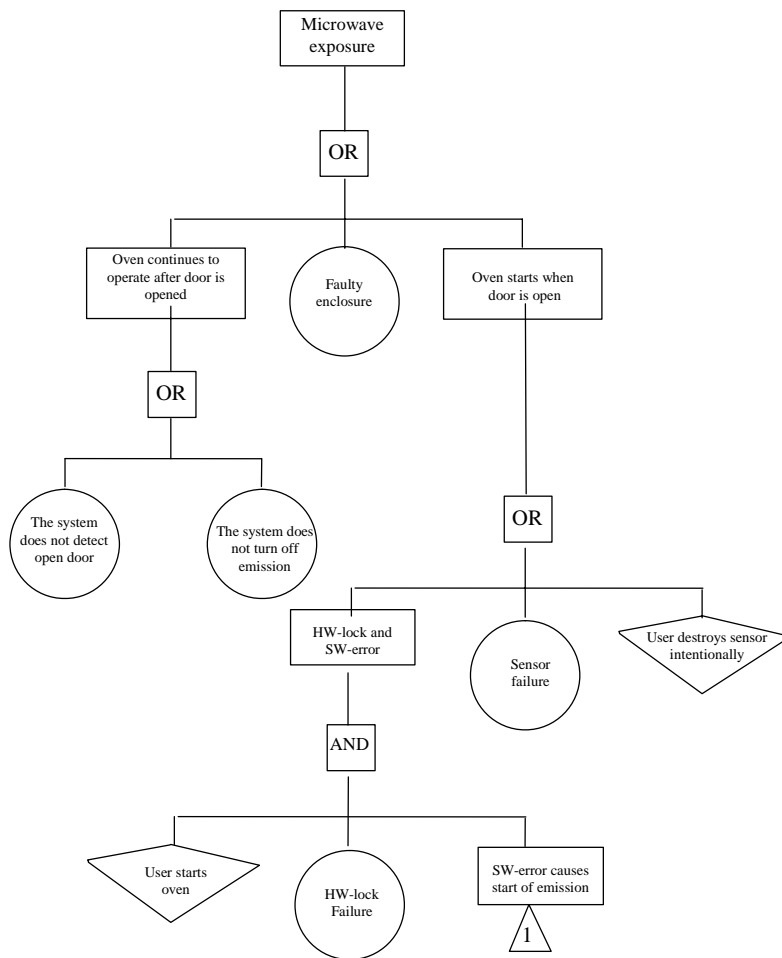 Microwave
exposure
OR
Oven continues to
operate after door is
opened
Faulty
enclosure
Oven starts when
door is open
OR
The system
does not detect
open door
The system does
not turn off
emission
OR
HW-lock and
SW-error
Sensor
failure
User destroys sensor
intentionally
AND
User starts
oven
HW-lock
Failure
SW-error causes
start of emission
1